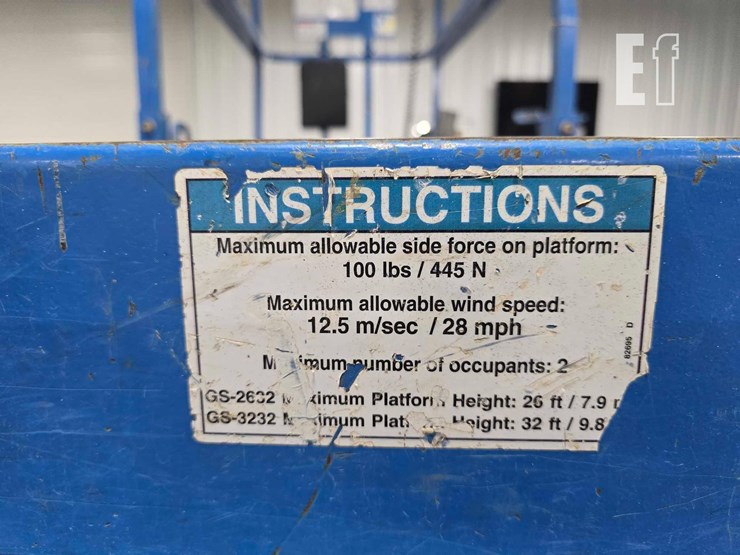 Ef
INSTRUCTIONS
Maximum allowable side force on platform:
100 lbs / 445 N
Maximum allowable wind speed:
12.5 m/sec / 28 mph
number of occupants: 2
GS-2632 Platform Height: 26 ft / 7.9
GS-3232 Height: 32 ft / 9.8
82695 D